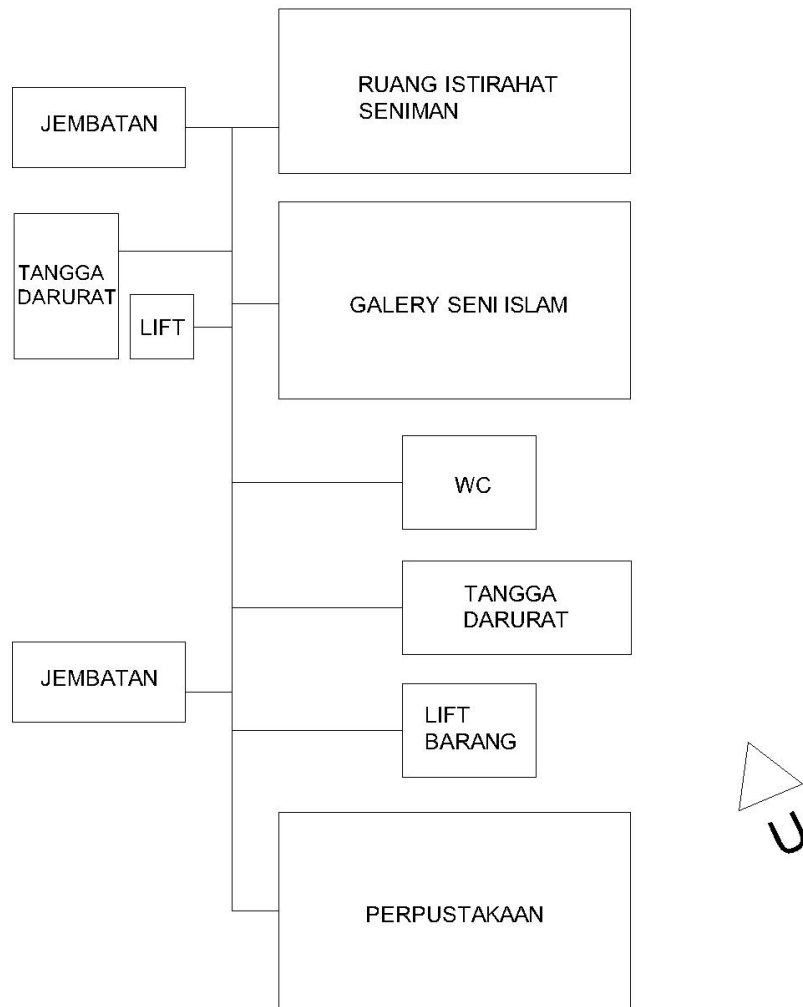 RUANG ISTIRAHAT
SENIMAN
JEMBATAN
TANGGA
DARURAT
LIFT
GALERY SENI ISLAM
WC
TANGGA
DARURAT
JEMBATAN
LIFT
BARANG
PERPUSTAKAAN
U